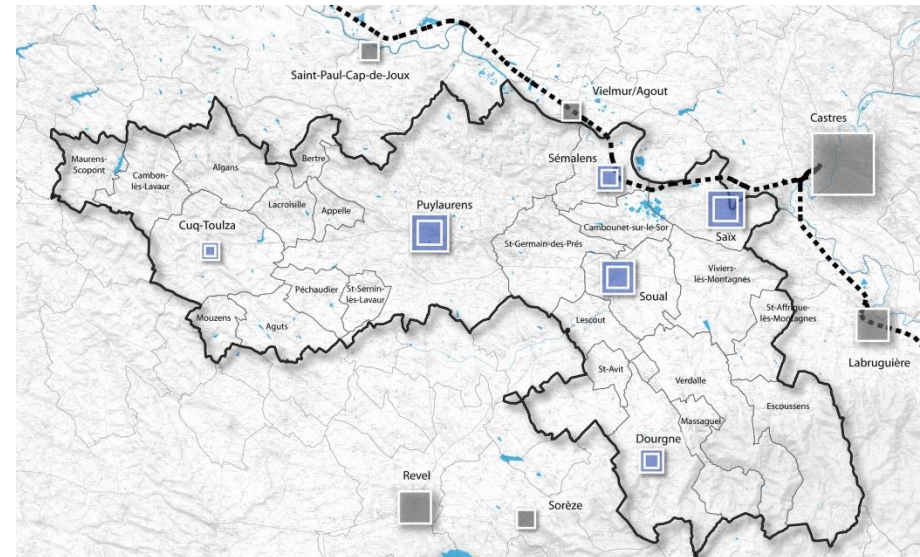 Saint-Paul-Cap-de-Joux
Vielmur/Agout
Castres
Maurens-
Scopont
Cambon-
lès-Lavaur
Algans
Bertre
Sémalens
Lacroisille
Appelle
Puylaurens
Cuq-Toulza
Cambounet-sur-le-Sor
Saïx
St-Germain-des-Prés
Viviers-
lès-Montagnes
Péchaudier
St-Sernin-
lès-Lavaur
Soual
Mouzens
Aguts
Lescout
St-Affrique-
lès-Montagnes
Labruguière
St-Avit
Verdalle
Escoussens
Massaguel
Dourgne
Revel
Sorèze